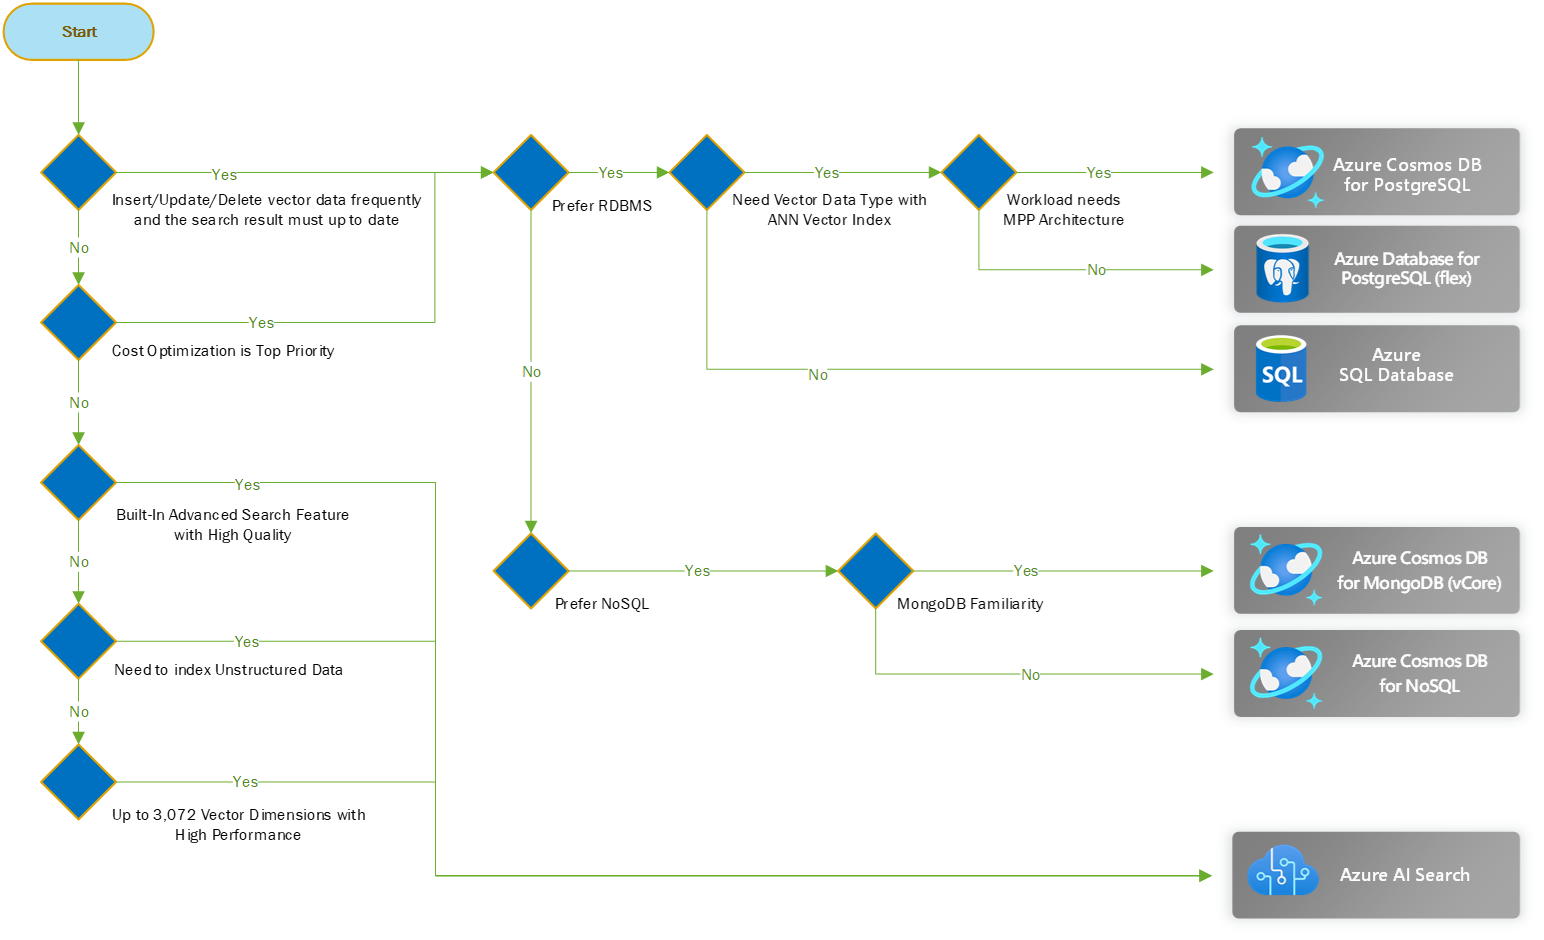 Start
Yes
Insert/Update/Delete vector data frequently
and the search result must up to date
No
Yes
Cost Optimization is Top Priority
No
Yes
Built-In Advanced Search Feature
with High Quality
No
Yes
Need to index Unstructured Data
No
Yes
Up to 3,072 Vector Dimensions with
High Performance
Yes
Prefer RDBMS
No
Yes
Need Vector Data Type with
ANN Vector Index
No
Yes
Workload needs
MPP Architecture
No
Yes
Prefer NoSQL
Yes
MongoDB Familiarity
No
Azure Cosmos DB
for PostgreSQL
Azure Database for
PostgreSQL (flex)
SQL
Azure
SQL Database
Azure Cosmos DB
for MongoDB (vCore)
Azure Cosmos DB
for NoSQL
Azure AI Search